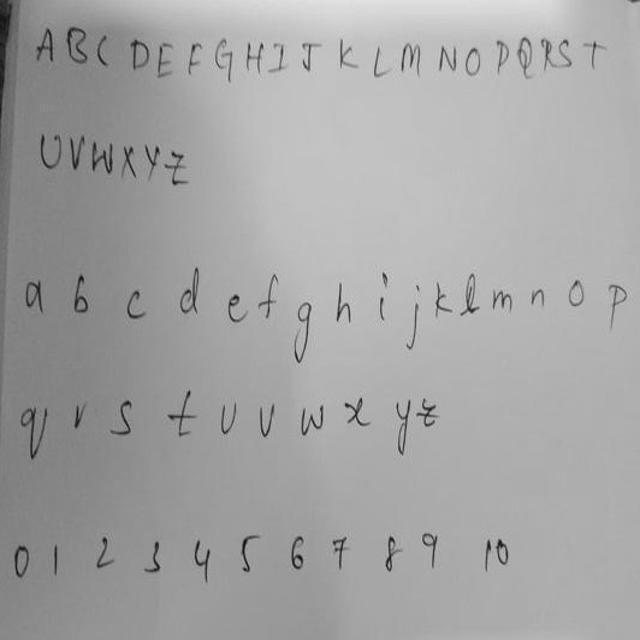 A B C D E F G H I J K L M N O P Q R S T
U V W X Y Z
a b c d e f g h i j k l m n o p
q r s t u v w x y z
0 1 2 3 4 5 6 7 8 9 10